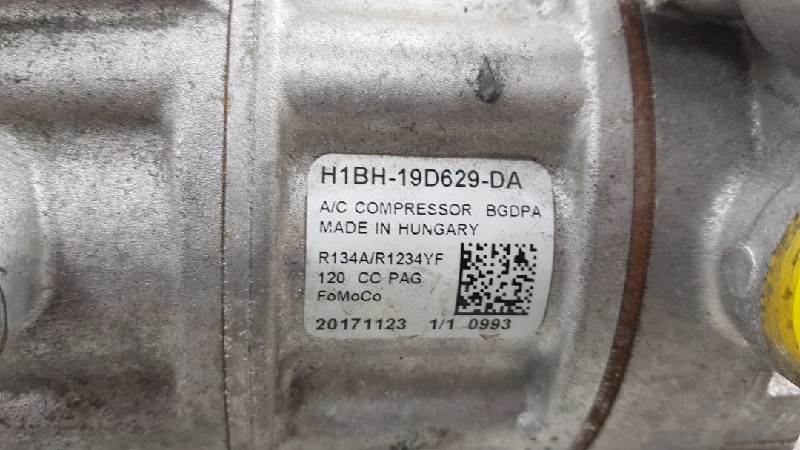 H1BH-19D629-DA
A/C COMPRESSOR BGDPA
MADE IN HUNGARY
R134A/R1234YF
120 CC PAG
FoMoCo
20171123 1/1 0993